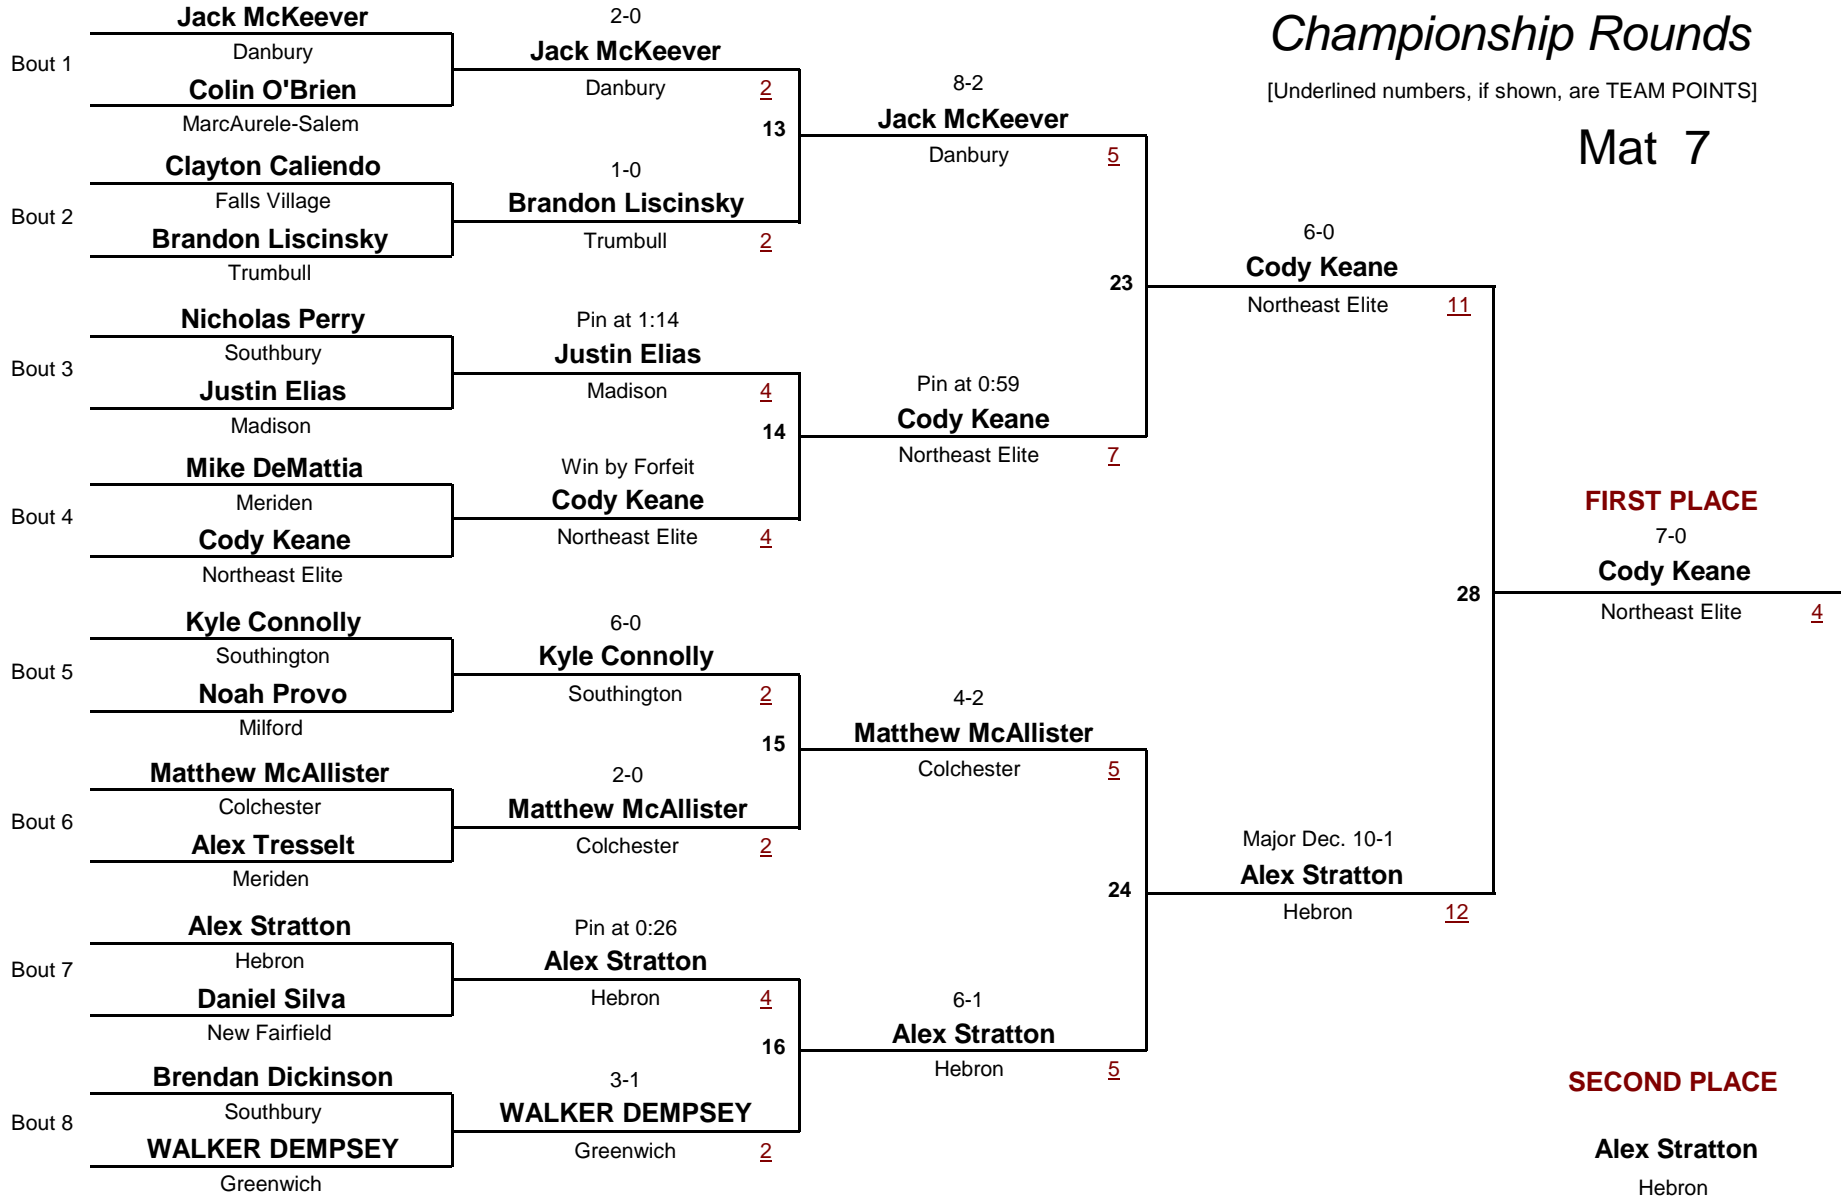 Championship Rounds
[Underlined numbers, if shown, are TEAM POINTS]
Mat 7
Bout 1
Jack McKeever
Danbury
Colin O'Brien
MarcAurele-Salem
Bout 2
Clayton Caliendo
Falls Village
Brandon Liscinsky
Trumbull
Bout 3
Nicholas Perry
Southbury
Justin Elias
Madison
Bout 4
Mike DeMattia
Meriden
Cody Keane
Northeast Elite
Bout 5
Kyle Connolly
Southington
Noah Provo
Milford
Bout 6
Matthew McAllister
Colchester
Alex Tresselt
Meriden
Bout 7
Alex Stratton
Hebron
Daniel Silva
New Fairfield
Bout 8
Brendan Dickinson
Southbury
WALKER DEMPSEY
Greenwich
2-0
Jack McKeever
Danbury 2
13
1-0
Brandon Liscinsky
Trumbull 2
Pin at 1:14
Justin Elias
Madison 4
14
Win by Forfeit
Cody Keane
Northeast Elite 4
6-0
Kyle Connolly
Southington 2
15
2-0
Matthew McAllister
Colchester 2
Pin at 0:26
Alex Stratton
Hebron 4
16
3-1
WALKER DEMPSEY
Greenwich 2
8-2
Jack McKeever
Danbury 5
23
Pin at 0:59
Cody Keane
Northeast Elite 7
4-2
Matthew McAllister
Colchester 5
24
6-1
Alex Stratton
Hebron 5
6-0
Cody Keane
Northeast Elite 11
28
Major Dec. 10-1
Alex Stratton
Hebron 12
FIRST PLACE
7-0
Cody Keane
Northeast Elite 4
SECOND PLACE
Alex Stratton
Hebron